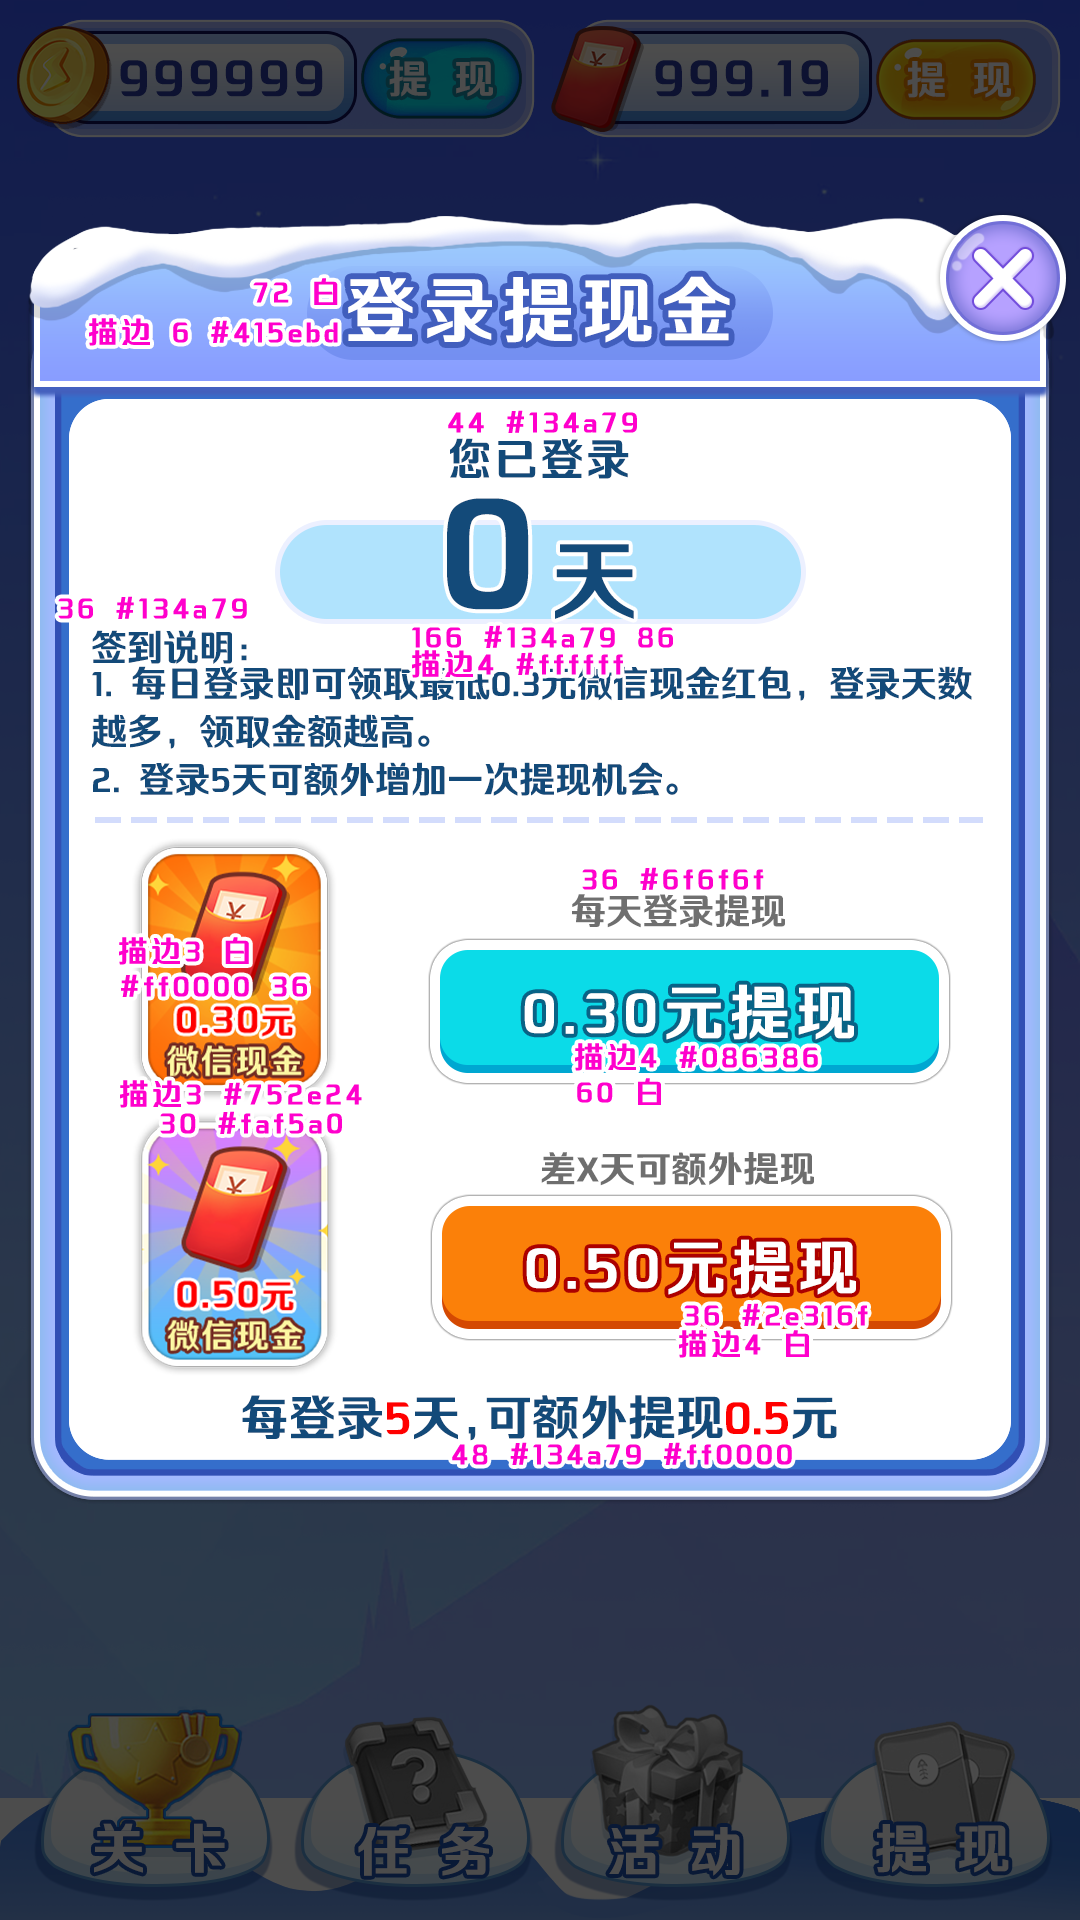 999999 提现 999.19 提现
72 白 登录提现金
描边 6 #415ebd
44 #134a79
您已登录
0天
36 #134a79
166 #134a79 86
签到说明:
描边4 #ffffff
1. 每日登录即可领取最低0.3元微信现金红包，登录天数
越多，领取金额越高。
2. 登录5天可额外增加一次提现机会。
36 #6f6f6f
每天登录提现
描边3 白
#ff0000 36
0.30元
微信现金
0.30元提现
描边4 #086386
60 白
描边3 #752e24
30 #faf5a0
差X天可额外提现
0.50元
微信现金
0.50元提现
36 #2e316f
描边4 白
每登录5天,可额外提现0.5元
48 #134a79 #ff0000
关卡 任务 活动 提现